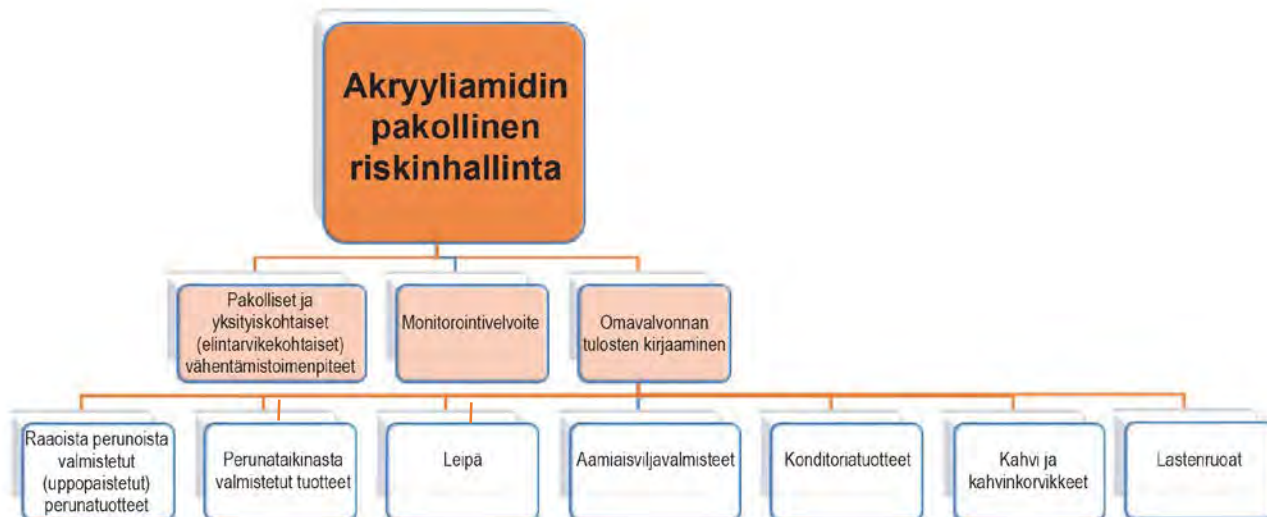 Akryyliamidin
pakollinen
riskinhallinta
Pakolliset ja
yksityiskohtaiset
(elintarvikekohtaiset)
vähentämistoimenpiteet
Monitorointivelvoite
Omavalvonnan
tulosten kirjaaminen
Raaoista perunoista
valmistetut
(uppopaistetut)
perunatuotteet
Perunataikinasta
valmistetut tuotteet
Leipä
Aamiaisviljavalmisteet
Konditoriatuotteet
Kahvi ja
kahvinkorvikkeet
Lastenruoat